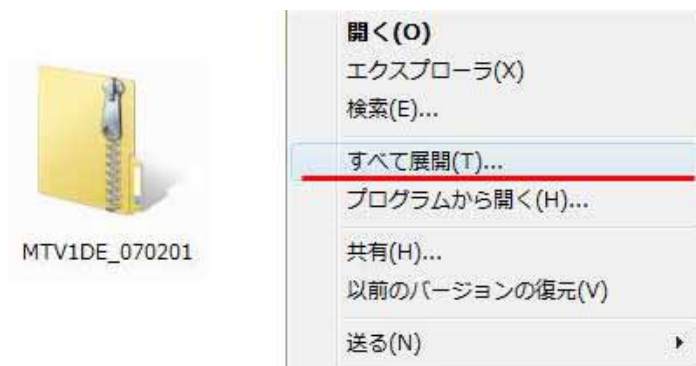 MTV1DE_070201
開く(O)
エクスプローラ(X)
検索(E)...
すべて展開(T)...
プログラムから開く(H)...
共有(H)...
以前のバージョンの復元(V)
送る(N)